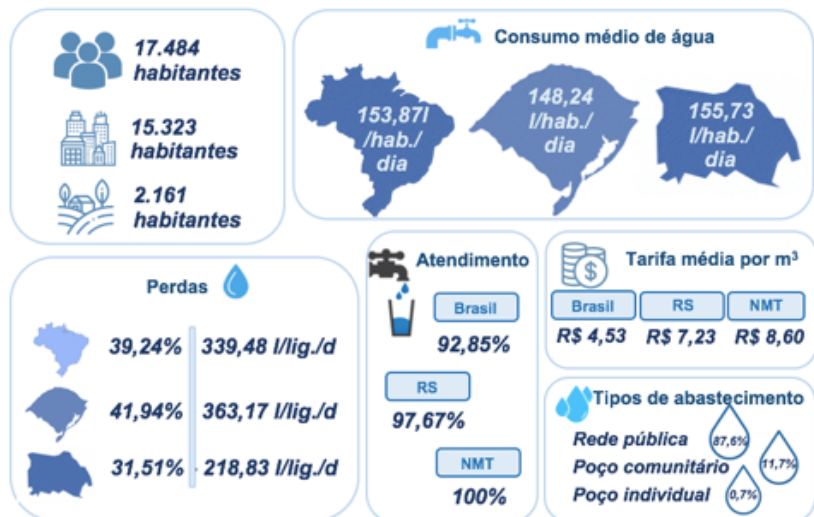 17.484
habitantes
15.323
habitantes
2.161
habitantes
Consumo médio de água
153,87l
/hab./
dia
148,24
l/hab./
dia
155,73
l/hab./
dia
Perdas
39,24% 339,48 l/lig./d
41,94% 363,17 l/lig./d
31,51% 218,83 l/lig./d
Atendimento
Brasil
92,85%
RS
97,67%
NMT
100%
Tarifa média por m³
Brasil RS NMT
R$ 4,53 R$ 7,23 R$ 8,60
Tipos de abastecimento
Rede pública 87,6%
Poço comunitário 11,7%
Poço individual 0,7%